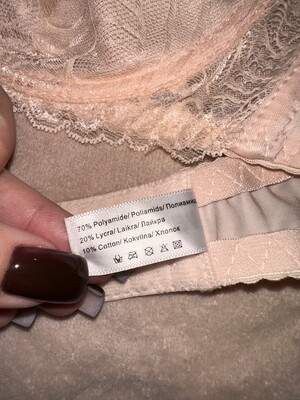 70% Polyamide/ Poliamids/ Полиамид
20% Lycra/ Laikra/ Лайкра
10% Cotton/ Kokvilna/ Хлопок